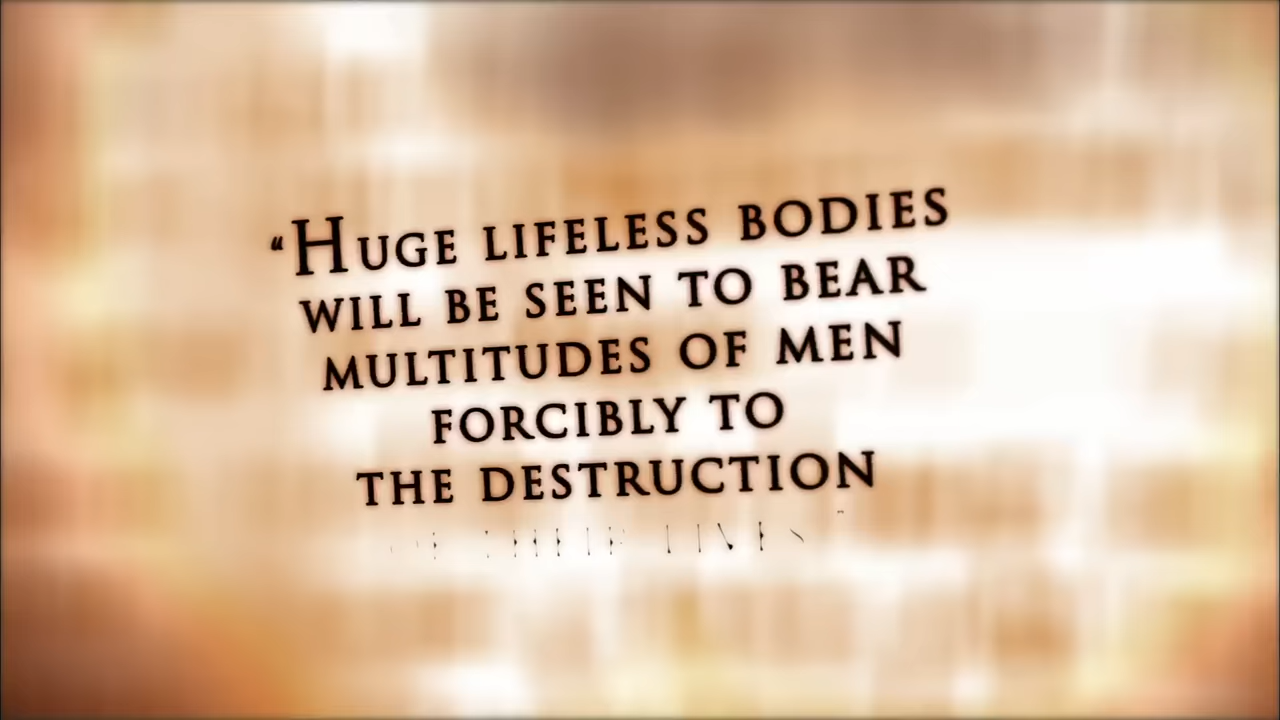 “HUGE LIFELESS BODIES
WILL BE SEEN TO BEAR
MULTITUDES OF MEN
FORCIBLY TO
THE DESTRUCTION